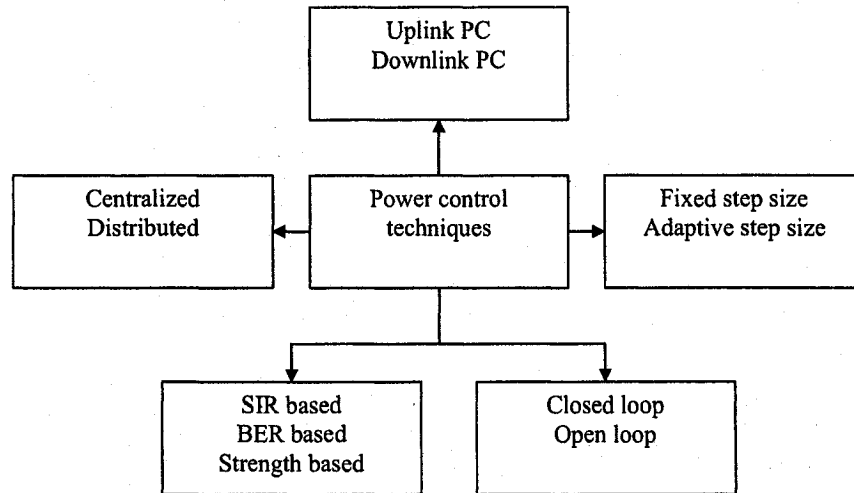 Uplink PC
Downlink PC
Centralized
Distributed
Power control
techniques
Fixed step size
Adaptive step size
SIR based
BER based
Strength based
Closed loop
Open loop